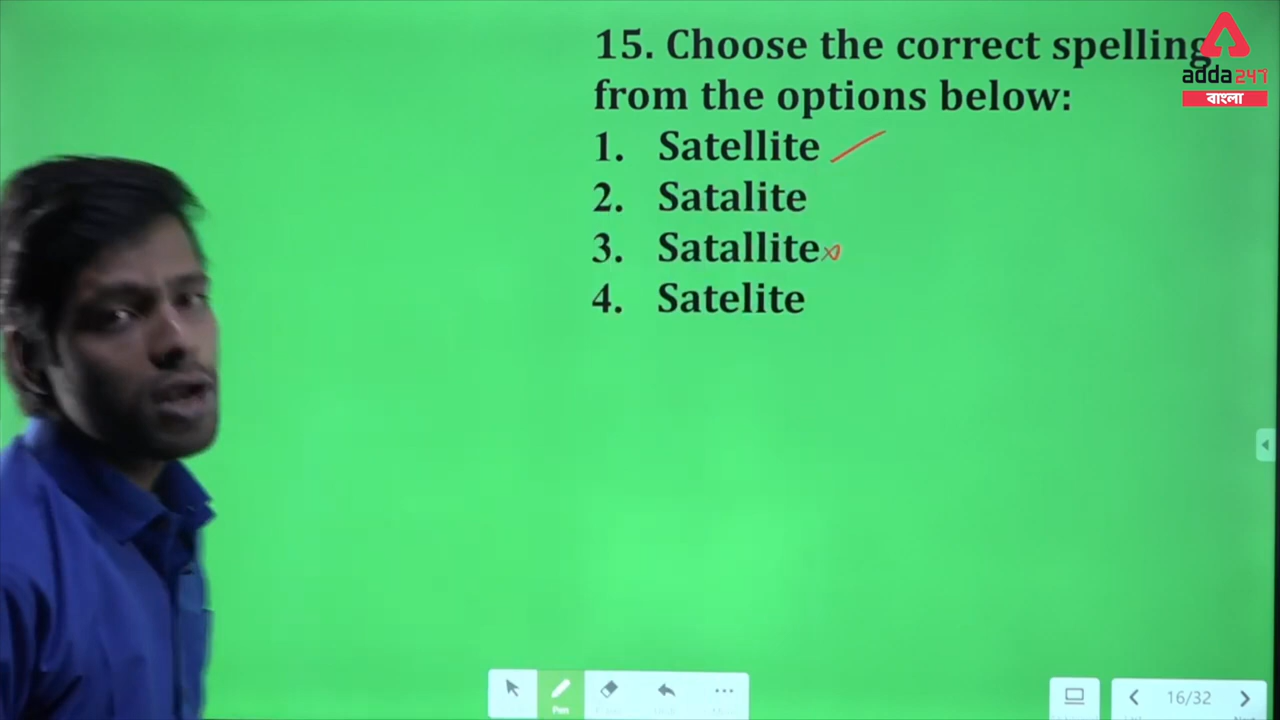 15. Choose the correct spelling
from the options below:
1. Satellite
2. Satalite
3. Satallite
4. Satelite
adda247
বাংলা
Pen
16/32